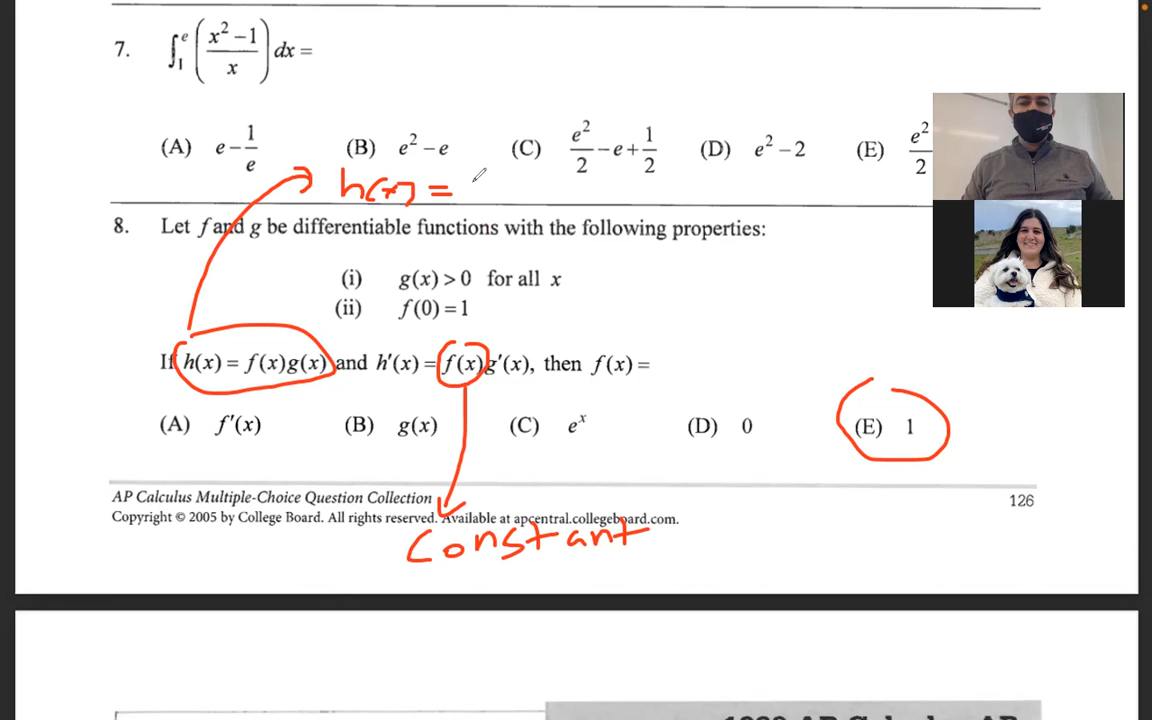 7. ∫₁ᵉ ( (x² − 1) / x ) dx =
(A) e − 1/e (B) e² − e (C) e²/2 − e + 1/2 (D) e² − 2 (E) e²/2
h(x) =
8. Let f and g be differentiable functions with the following properties:
(i) g(x) > 0 for all x
(ii) f(0) = 1
If h(x) = f(x)g(x) and h′(x) = f(x)g′(x), then f(x) =
(A) f′(x) (B) g(x) (C) eˣ (D) 0 (E) 1
AP Calculus Multiple-Choice Question Collection 126
Copyright © 2005 by College Board. All rights reserved. Available at apcentral.collegeboard.com.
Constant